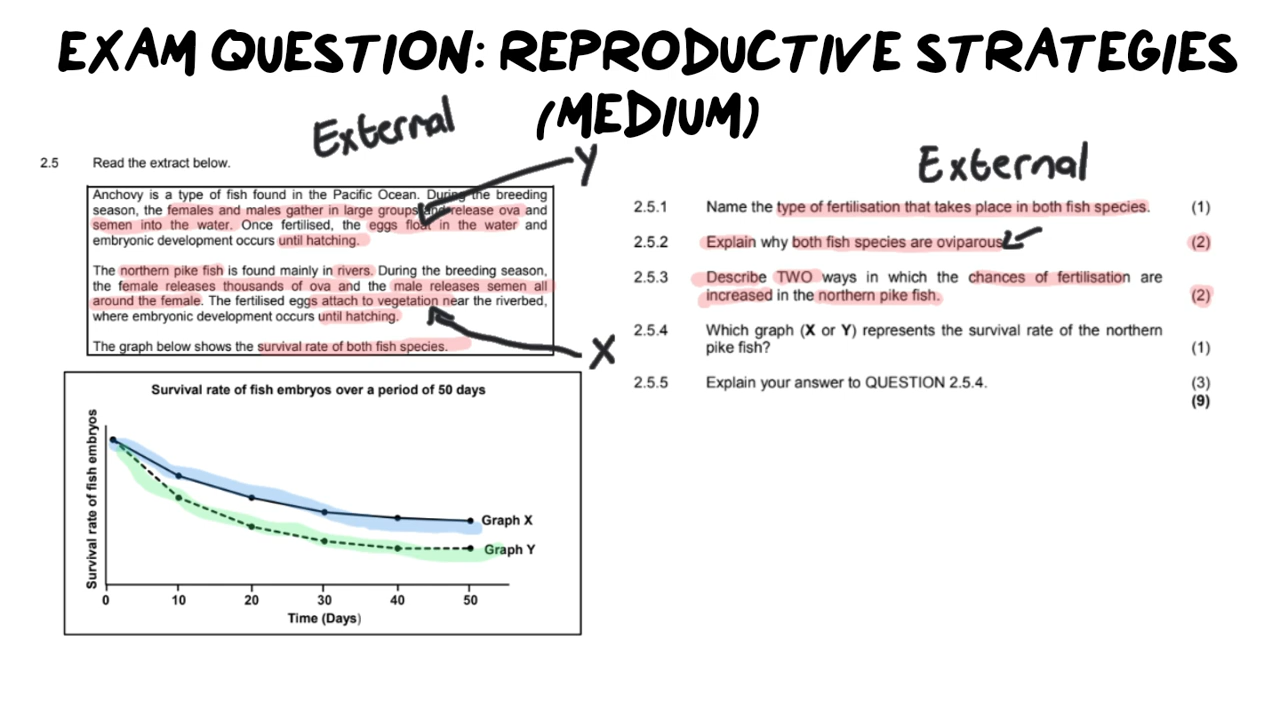 EXAM QUESTION: REPRODUCTIVE STRATEGIES
(MEDIUM)
External
Y
2.5 Read the extract below.
Anchovy is a type of fish found in the Pacific Ocean. During the breeding
season, the females and males gather in large groups and release ova and
semen into the water. Once fertilised, the eggs float in the water and
embryonic development occurs until hatching.
The northern pike fish is found mainly in rivers. During the breeding season,
the female releases thousands of ova and the male releases semen all
around the female. The fertilised eggs attach to vegetation near the riverbed,
where embryonic development occurs until hatching.
The graph below shows the survival rate of both fish species.
X
Survival rate of fish embryos over a period of 50 days
Survival rate of fish embryos
Graph X
Graph Y
0 10 20 30 40 50
Time (Days)
External
2.5.1 Name the type of fertilisation that takes place in both fish species. (1)
2.5.2 Explain why both fish species are oviparous (2)
2.5.3 Describe TWO ways in which the chances of fertilisation are
increased in the northern pike fish. (2)
2.5.4 Which graph (X or Y) represents the survival rate of the northern
pike fish? (1)
2.5.5 Explain your answer to QUESTION 2.5.4. (3)
(9)